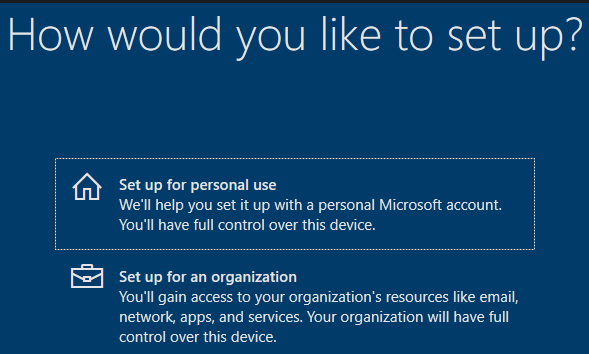 How would you like to set up?
Set up for personal use
We'll help you set it up with a personal Microsoft account.
You'll have full control over this device.
Set up for an organization
You'll gain access to your organization's resources like email,
network, apps, and services. Your organization will have full
control over this device.